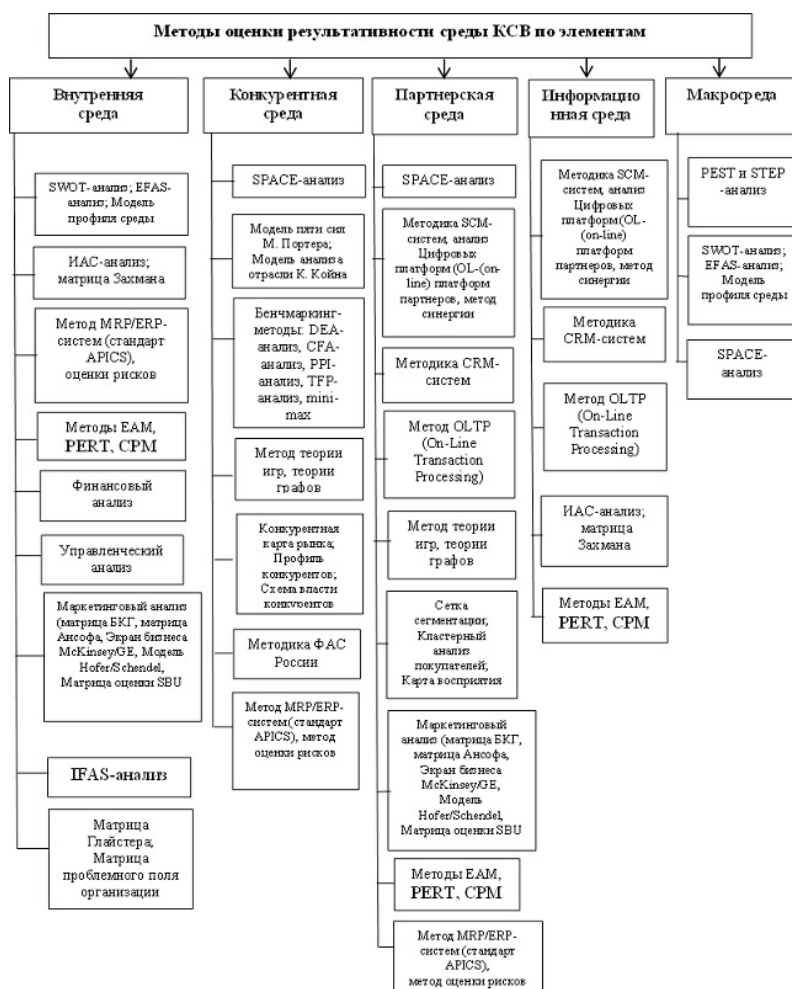 Методы оценки результативности среды КСВ по элементам
Внутренняя
среда
SWOT-анализ; EFAS-
анализ; Модель
профиля среды
ИАС-анализ;
матрица Захмана
Метод MRP/ERP-
систем (стандарт
APICS),
оценки рисков
Методы EAM,
PERT, CPM
Финансовый
анализ
Управленческий
анализ
Маркетинговый анализ
(матрица БКГ, матрица
Ансофа, Экран бизнеса
McKinsey/GE, Модель
Hofer/Schendel,
Матрица оценки SBU
IFAS-анализ
Матрица
Глайстера;
Матрица
проблемного поля
организации
Конкурентная
среда
SPACE-анализ
Модель пяти сил
М. Портера;
Модель анализа
отрасли К. Койна
Бенчмаркинг-
методы: DEA-
анализ, CFA-
анализ, PPI-
анализ, TFP-
анализ, mini-
max
Метод теории
игр, теории
графов
Конкурентная
карта рынка;
Профиль
конкурентов;
Схема власти
конкурентов
Методика ФАС
России
Метод MRP/ERP-
систем (стандарт
APICS), метод
оценки рисков
Партнерская
среда
SPACE-анализ
Методика SCM-
систем, анализ
Цифровых
платформ (OL-(on-
line) платформ
партнеров, метод
синергии
Методика CRM-
систем
Метод OLTP
(On-Line
Transaction
Processing)
Метод теории
игр, теории
графов
Сетка
сегментации;
Кластерный
анализ
покупателей;
Карта восприятия
Маркетинговый
анализ (матрица БКГ,
матрица Ансофа,
Экран бизнеса
McKinsey/GE,
Модель
Hofer/Schendel,
Матрица оценки SBU
Методы EAM,
PERT, CPM
Метод MRP/ERP-
систем (стандарт
APICS),
метод оценки рисков
Информацио
нная среда
Методика SCM-
систем, анализ
Цифровых
платформ (OL-
(on-line)
платформ
партнеров, метод
синергии
Методика
CRM-систем
Метод OLTP
(On-Line
Transaction
Processing)
ИАС-анализ;
матрица
Захмана
Методы EAM,
PERT, CPM
Макросреда
PEST и STEP
-анализ
SWOT-анализ;
EFAS-анализ;
Модель
профиля среды
SPACE-
анализ